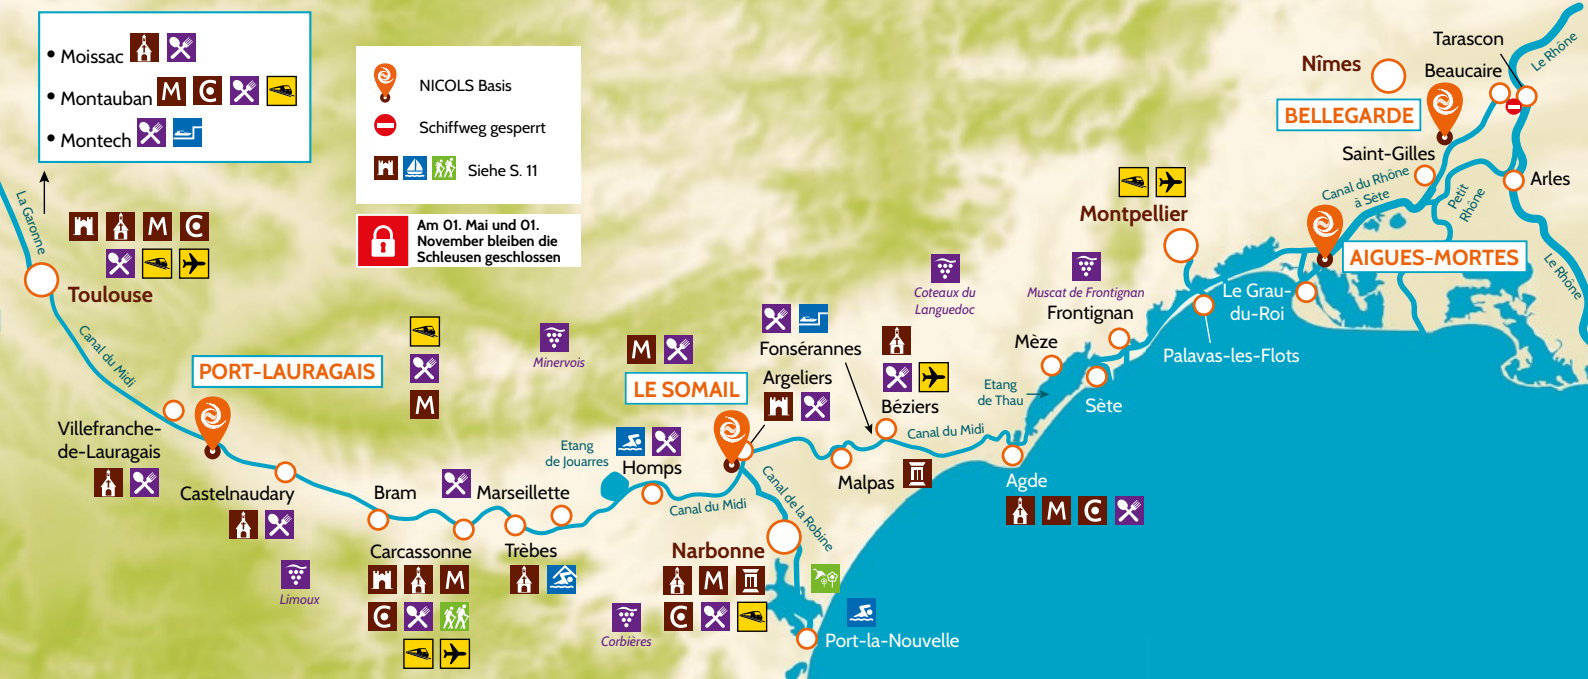 • Moissac
• Montauban
M
• Montech
NICOLS Basis
Schiffweg gesperrt
Siehe S. 11
Am 01. Mai und 01.
November bleiben die
Schleusen geschlossen
La Garonne
M
Toulouse
Canal du Midi
PORT-LAURAGAIS
Villefranche-
de-Lauragais
Castelnaudary
Limoux
M
Minervois
Bram
Marseillette
Carcassonne
M
Trèbes
Etang
de Jouarres
Homps
Canal du Midi
M
LE SOMAIL
Argeliers
Fonsérannes
Béziers
Malpas
Canal du Midi
Canal de la Robine
Narbonne
M
Corbières
Port-la-Nouvelle
Agde
M
Coteaux du
Languedoc
Muscat de Frontignan
Frontignan
Mèze
Etang
de Thau
Sète
Montpellier
Palavas-les-Flots
Le Grau-
du-Roi
AIGUES-MORTES
Canal du Rhône
à Sète
Petit
Rhône
Saint-Gilles
BELLEGARDE
Nîmes
Beaucaire
Tarascon
Le Rhône
Arles
Le Rhône